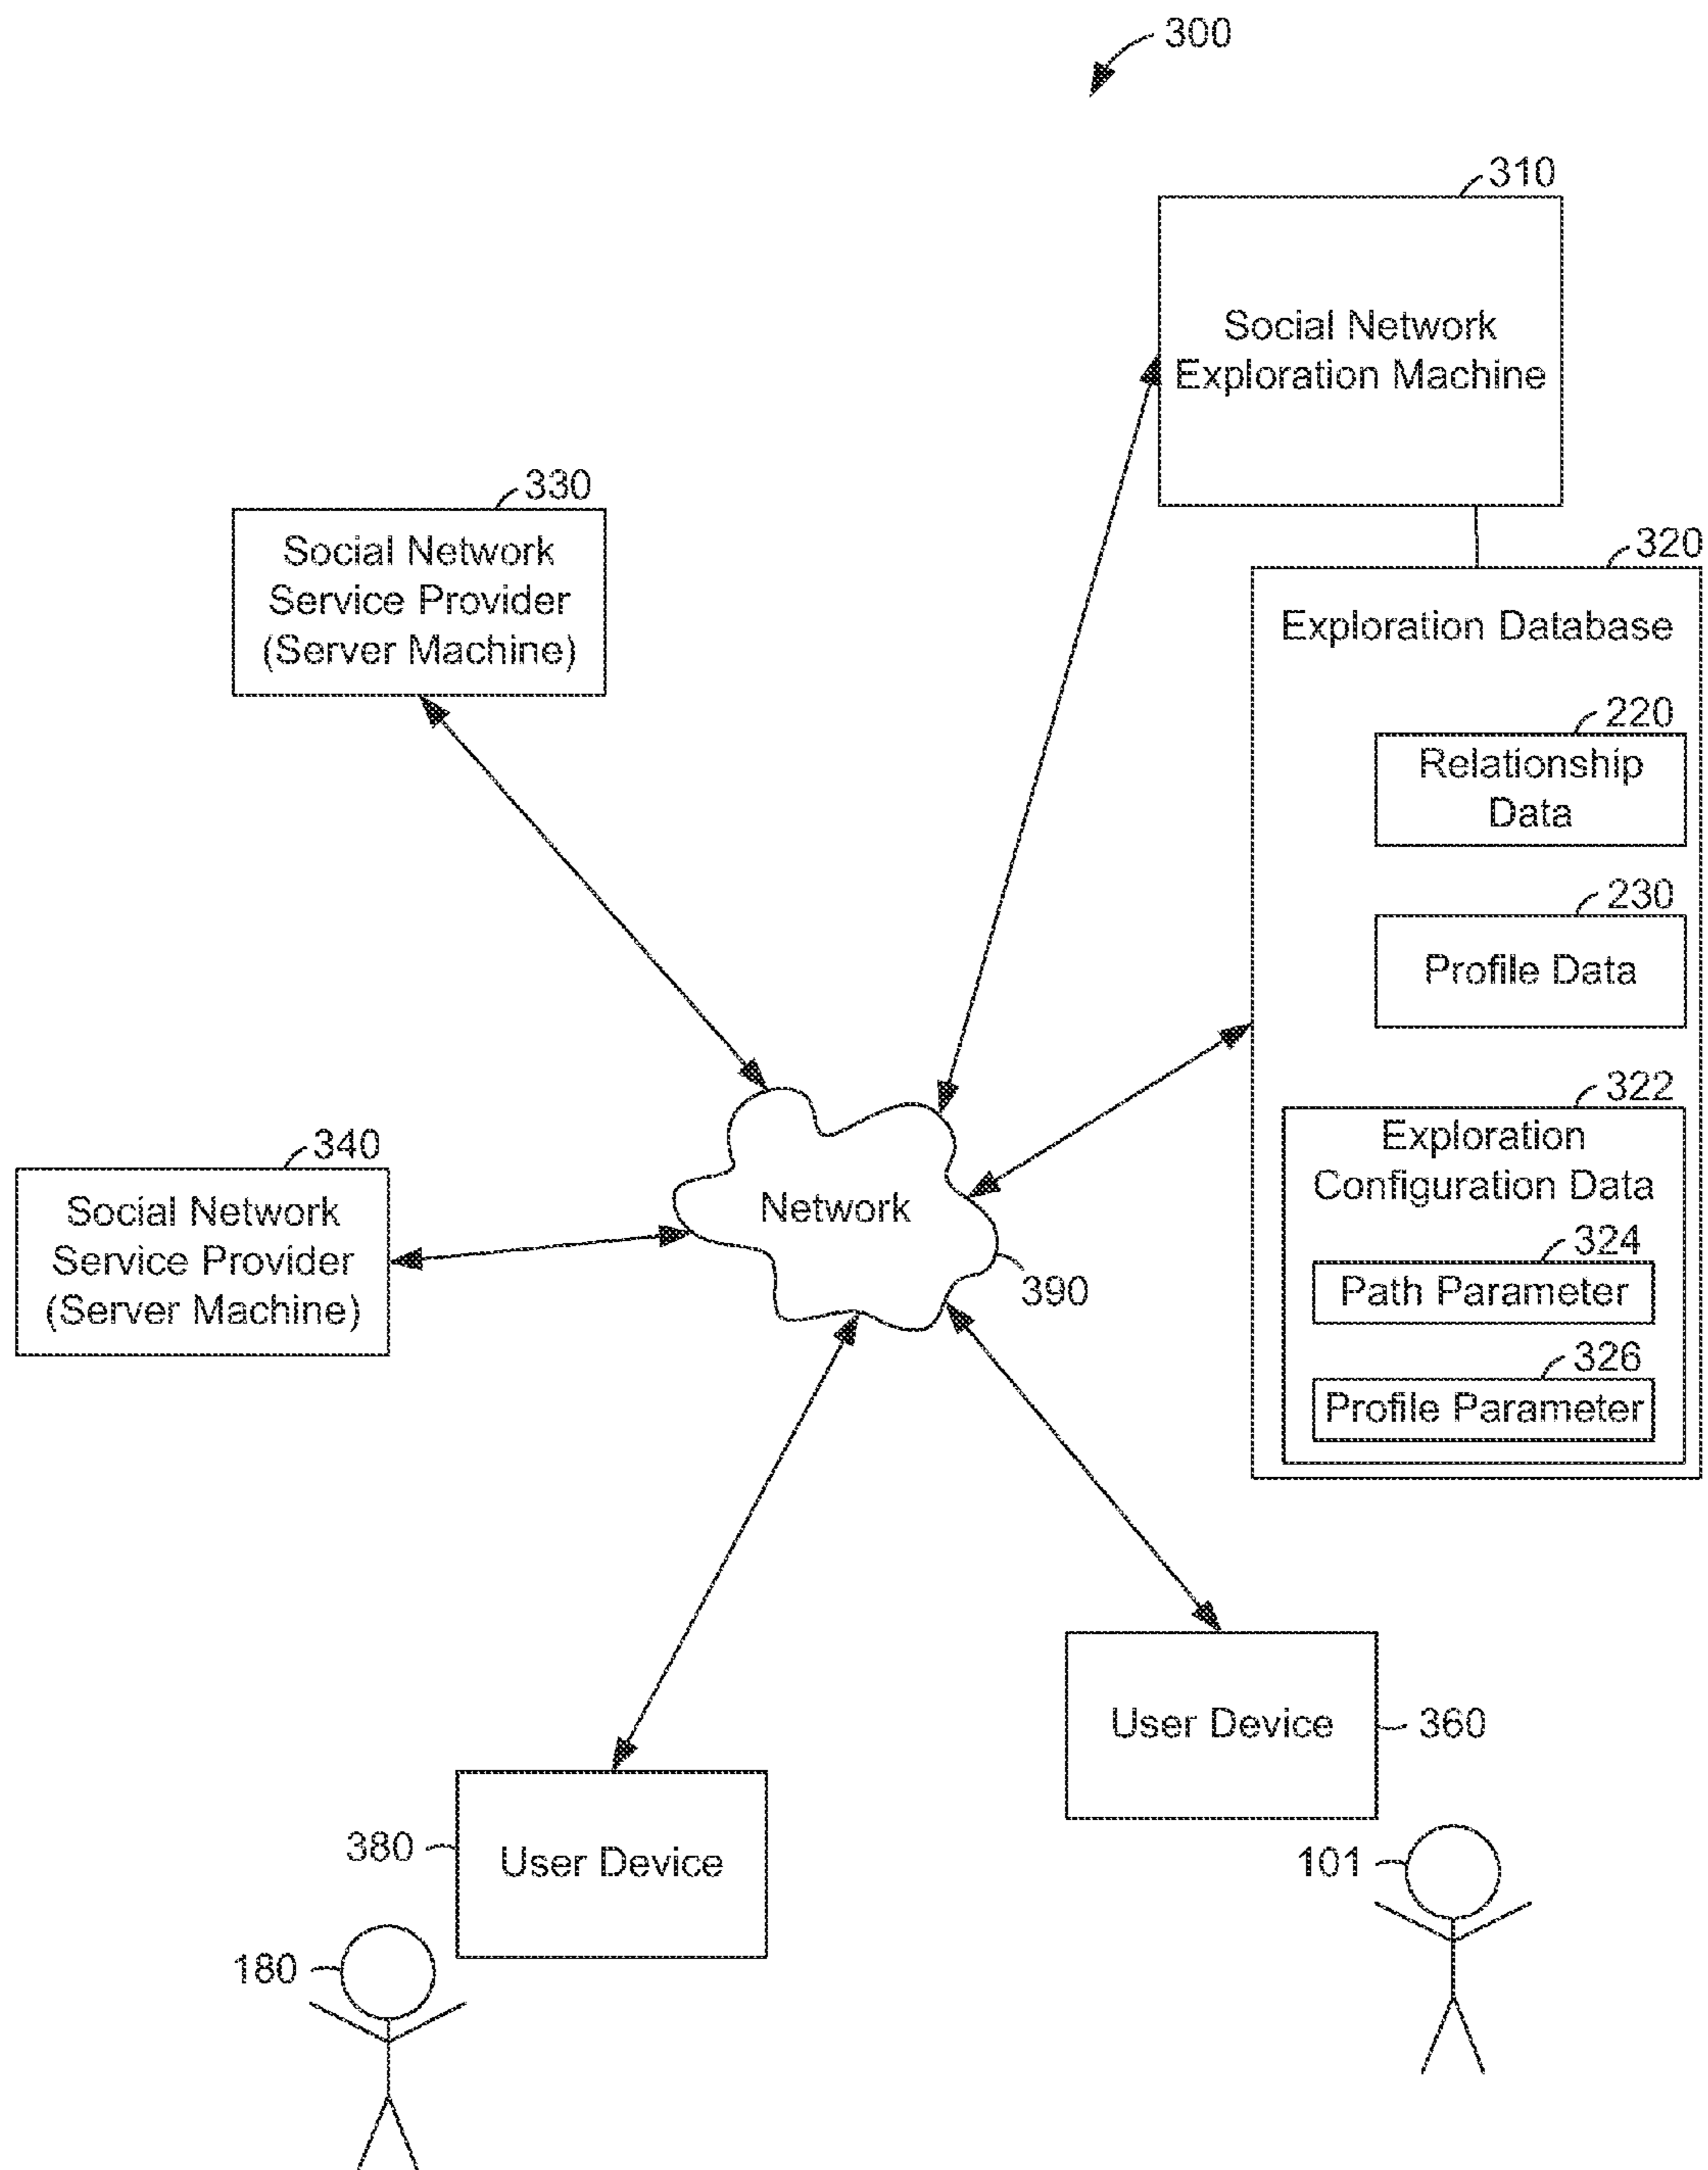 300
310
Social Network
Exploration Machine
330
Social Network
Service Provider
(Server Machine)
320
Exploration Database
220
Relationship
Data
230
Profile Data
322
Exploration
Configuration Data
324
Path Parameter
326
Profile Parameter
340
Social Network
Service Provider
(Server Machine)
Network
390
User Device
360
380
User Device
101
180